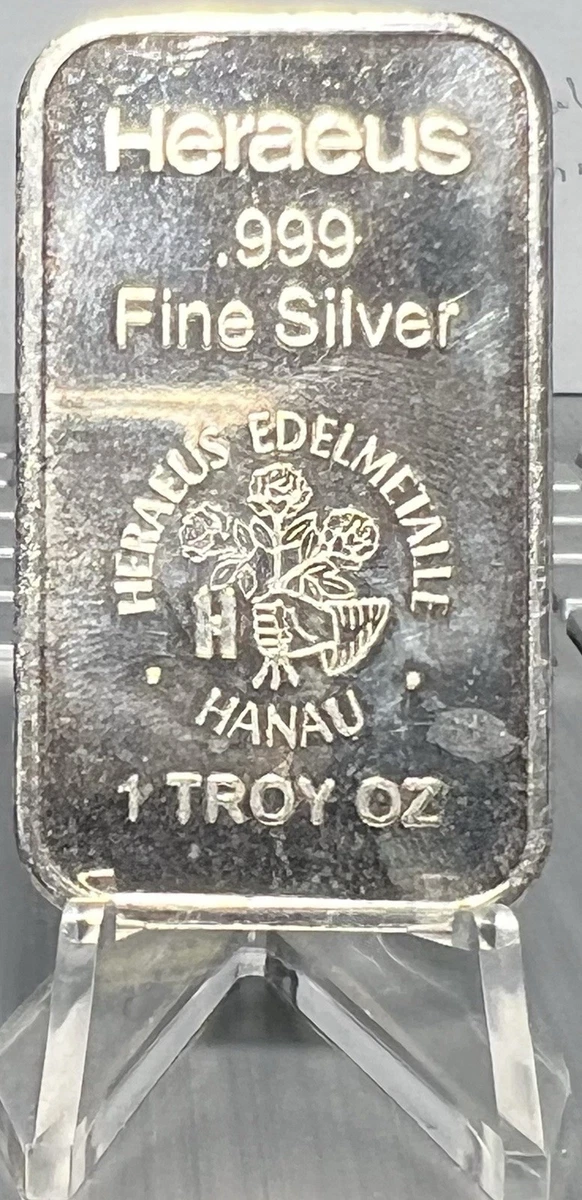 Heraeus
.999
Fine Silver
HERAEUS EDELMETALLE
H
HANAU
1 TROY OZ